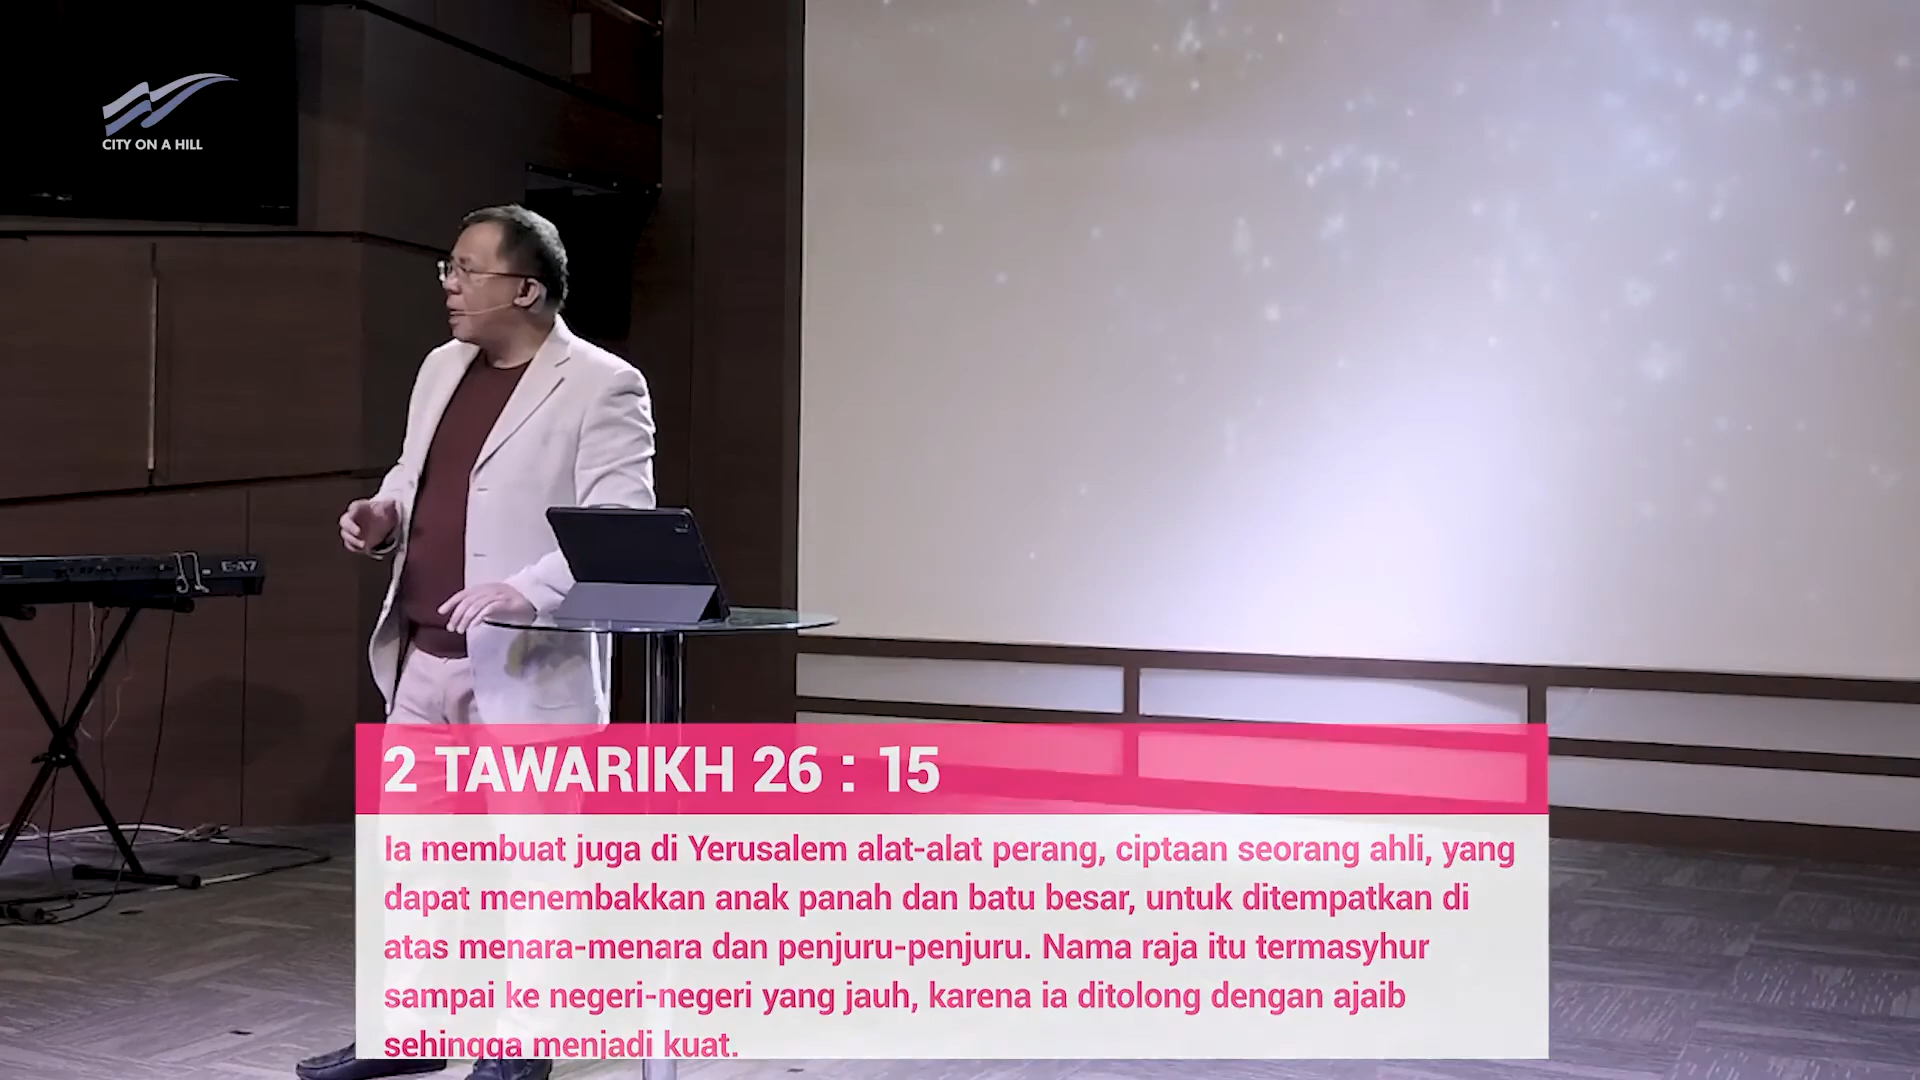 CITY ON A HILL
E-A7
2 TAWARIKH 26 : 15
Ia membuat juga di Yerusalem alat-alat perang, ciptaan seorang ahli, yang
dapat menembakkan anak panah dan batu besar, untuk ditempatkan di
atas menara-menara dan penjuru-penjuru. Nama raja itu termasyhur
sampai ke negeri-negeri yang jauh, karena ia ditolong dengan ajaib
sehingga menjadi kuat.